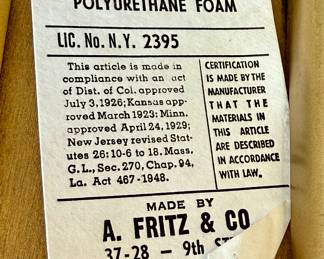 POLYURETHANE FOAM
LIC. No. N.Y. 2395
This article is made in
compliance with an act
of Dist. of Col. approved
July 3,1926; Kansas app-
roved March 1923; Minn.
approved April 24,1929;
New Jersey revised Stat-
utes 26:10-6 to 18. Mass.
G.L., Sec. 270, Chap. 94,
La. Act 467-1948.
CERTIFICATION
IS MADE BY THE
MANUFACTURER
THAT THE
MATERIALS IN
THIS ARTICLE
ARE DESCRIBED
IN ACCORDANCE
WITH LAW.
MADE BY
A. FRITZ & CO
37-28 — 9th